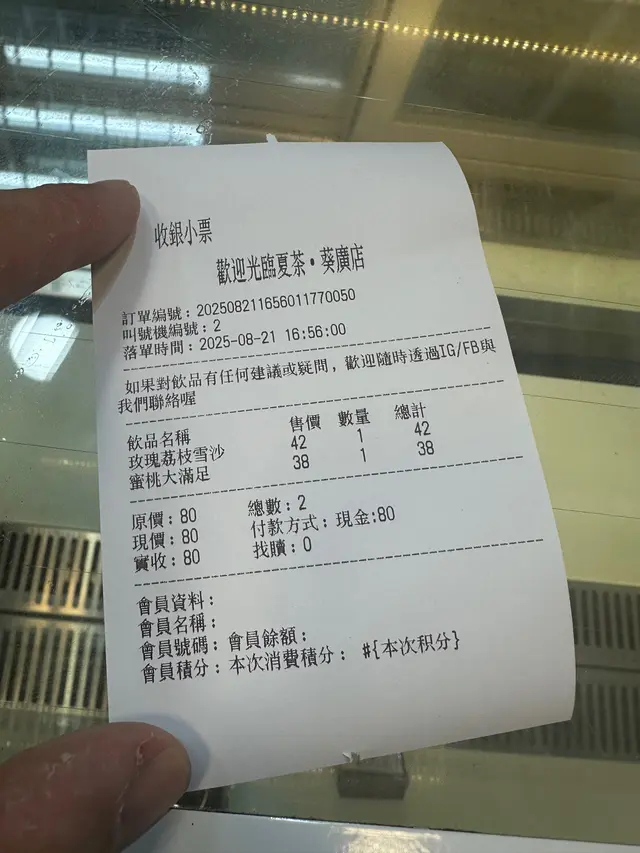 收銀小票
歡迎光臨夏茶•葵廣店
訂單編號：202508211656011770050
叫號機編號：2
落單時間：2025-08-21 16:56:00
如果對飲品有任何建議或疑問，歡迎隨時透過IG/FB與
我們聯絡喔
飲品名稱 售價 數量 總計
玫瑰荔枝雪沙 42 1 42
蜜桃大滿足 38 1 38
原價：80 總數：2
現價：80 付款方式：現金:80
實收：80 找贖：0
會員資料：
會員名稱：
會員號碼： 會員餘額：
會員積分： 本次消費積分： #{本次积分}